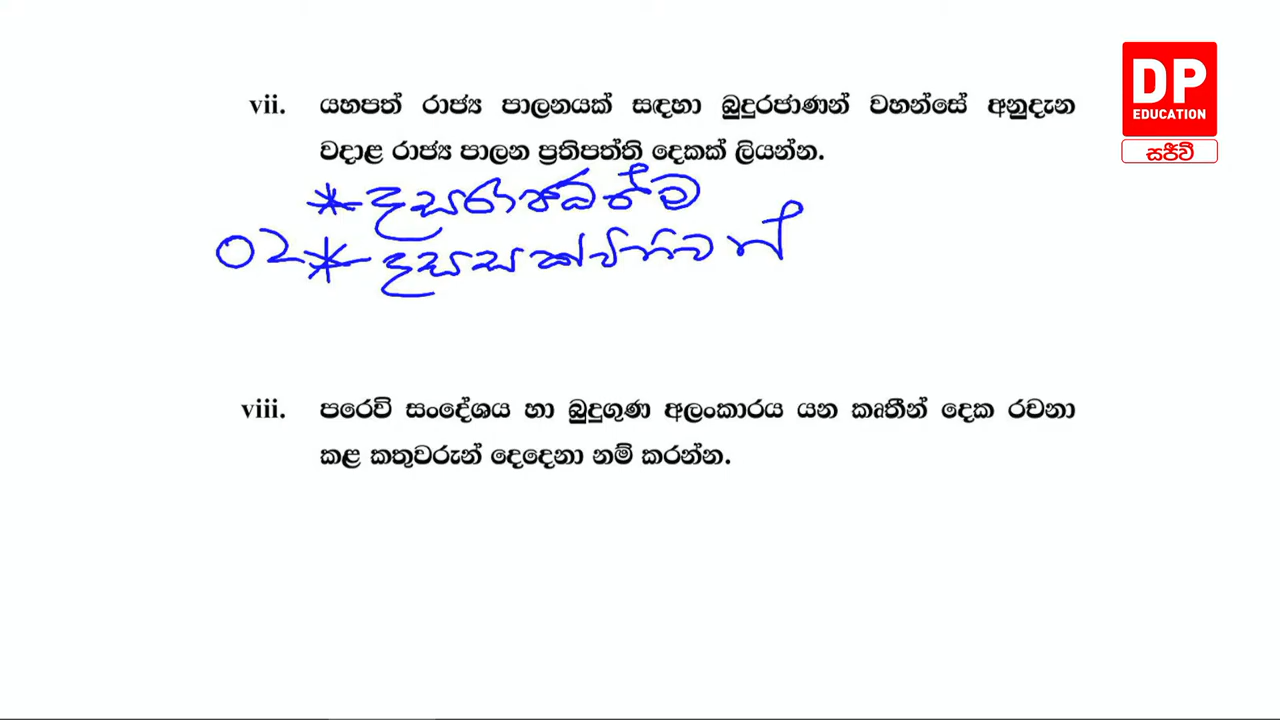 DP
EDUCATION
සජීවී
vii. යහපත් රාජ්‍ය පාලනයක් සඳහා බුදුරජාණන් වහන්සේ අනුදැන
වදාළ රාජ්‍ය පාලන ප්‍රතිපත්ති දෙකක් ලියන්න.
* දසරාජධර්ම
02 * දසසක්විතිවත්
viii. පරෙවි සංදේශය හා බුදුගුණ අලංකාරය යන කෘතීන් දෙක රචනා
කළ කතුවරුන් දෙදෙනා නම් කරන්න.